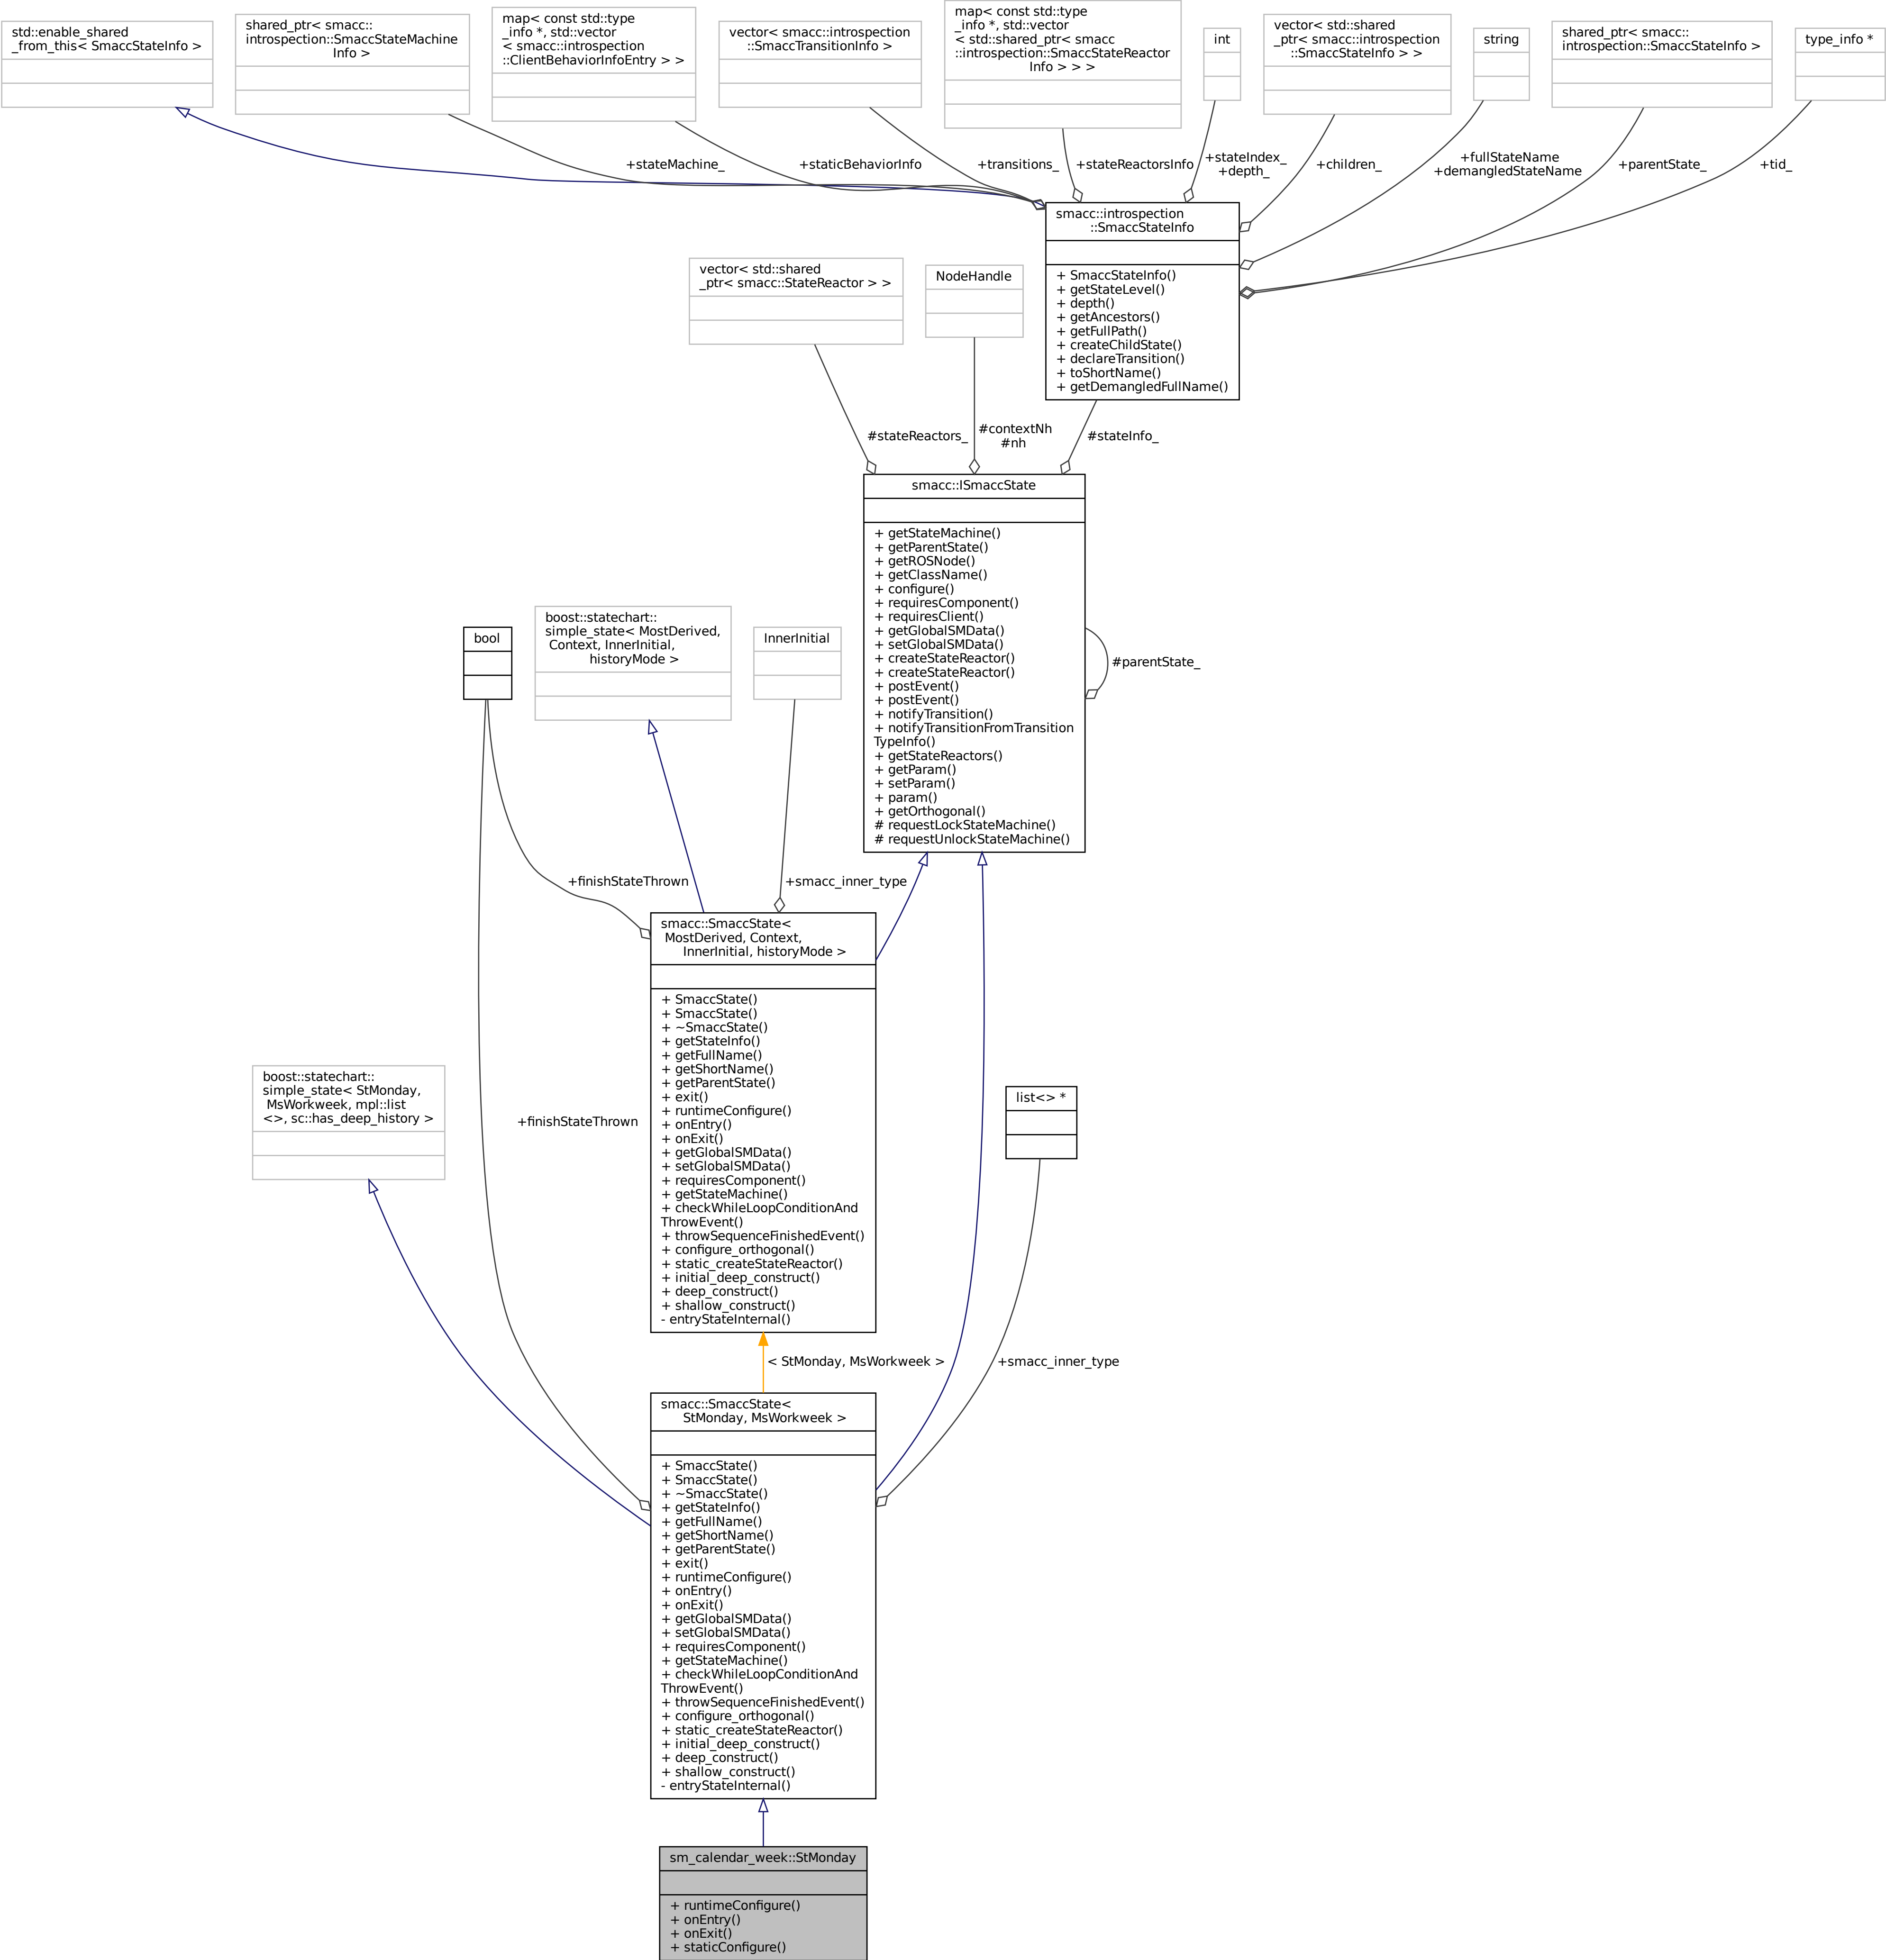 std::enable_shared
_from_this< SmaccStateInfo >
shared_ptr< smacc::
introspection::SmaccStateMachine
Info >
map< const std::type
_info *, std::vector
< smacc::introspection
::ClientBehaviorInfoEntry > >
vector< smacc::introspection
::SmaccTransitionInfo >
map< const std::type
_info *, std::vector
< std::shared_ptr< smacc
::introspection::SmaccStateReactor
Info > > >
int
vector< std::shared
_ptr< smacc::introspection
::SmaccStateInfo > >
string
shared_ptr< smacc::
introspection::SmaccStateInfo >
type_info *
+stateMachine_
+staticBehaviorInfo
+transitions_
+stateReactorsInfo
+stateIndex_
+depth_
+children_
+fullStateName
+demangledStateName
+parentState_
+tid_
smacc::introspection
::SmaccStateInfo
+ SmaccStateInfo()
+ getStateLevel()
+ depth()
+ getAncestors()
+ getFullPath()
+ createChildState()
+ declareTransition()
+ toShortName()
+ getDemangledFullName()
vector< std::shared
_ptr< smacc::StateReactor > >
NodeHandle
#stateReactors_
#contextNh
#nh
#stateInfo_
smacc::ISmaccState
+ getStateMachine()
+ getParentState()
+ getROSNode()
+ getClassName()
+ configure()
+ requiresComponent()
+ requiresClient()
+ getGlobalSMData()
+ setGlobalSMData()
+ createStateReactor()
+ createStateReactor()
+ postEvent()
+ postEvent()
+ notifyTransition()
+ notifyTransitionFromTransition
TypeInfo()
+ getStateReactors()
+ getParam()
+ setParam()
+ param()
+ getOrthogonal()
# requestLockStateMachine()
# requestUnlockStateMachine()
#parentState_
bool
boost::statechart::
simple_state< MostDerived,
Context, InnerInitial,
historyMode >
InnerInitial
+finishStateThrown
+smacc_inner_type
smacc::SmaccState<
MostDerived, Context,
InnerInitial, historyMode >
+ SmaccState()
+ SmaccState()
+ ~SmaccState()
+ getStateInfo()
+ getFullName()
+ getShortName()
+ getParentState()
+ exit()
+ runtimeConfigure()
+ onEntry()
+ onExit()
+ getGlobalSMData()
+ setGlobalSMData()
+ requiresComponent()
+ getStateMachine()
+ checkWhileLoopConditionAnd
ThrowEvent()
+ throwSequenceFinishedEvent()
+ configure_orthogonal()
+ static_createStateReactor()
+ initial_deep_construct()
+ deep_construct()
+ shallow_construct()
- entryStateInternal()
boost::statechart::
simple_state< StMonday,
MsWorkweek, mpl::list
<>, sc::has_deep_history >
+finishStateThrown
list<> *
< StMonday, MsWorkweek >
+smacc_inner_type
smacc::SmaccState<
StMonday, MsWorkweek >
+ SmaccState()
+ SmaccState()
+ ~SmaccState()
+ getStateInfo()
+ getFullName()
+ getShortName()
+ getParentState()
+ exit()
+ runtimeConfigure()
+ onEntry()
+ onExit()
+ getGlobalSMData()
+ setGlobalSMData()
+ requiresComponent()
+ getStateMachine()
+ checkWhileLoopConditionAnd
ThrowEvent()
+ throwSequenceFinishedEvent()
+ configure_orthogonal()
+ static_createStateReactor()
+ initial_deep_construct()
+ deep_construct()
+ shallow_construct()
- entryStateInternal()
sm_calendar_week::StMonday
+ runtimeConfigure()
+ onEntry()
+ onExit()
+ staticConfigure()